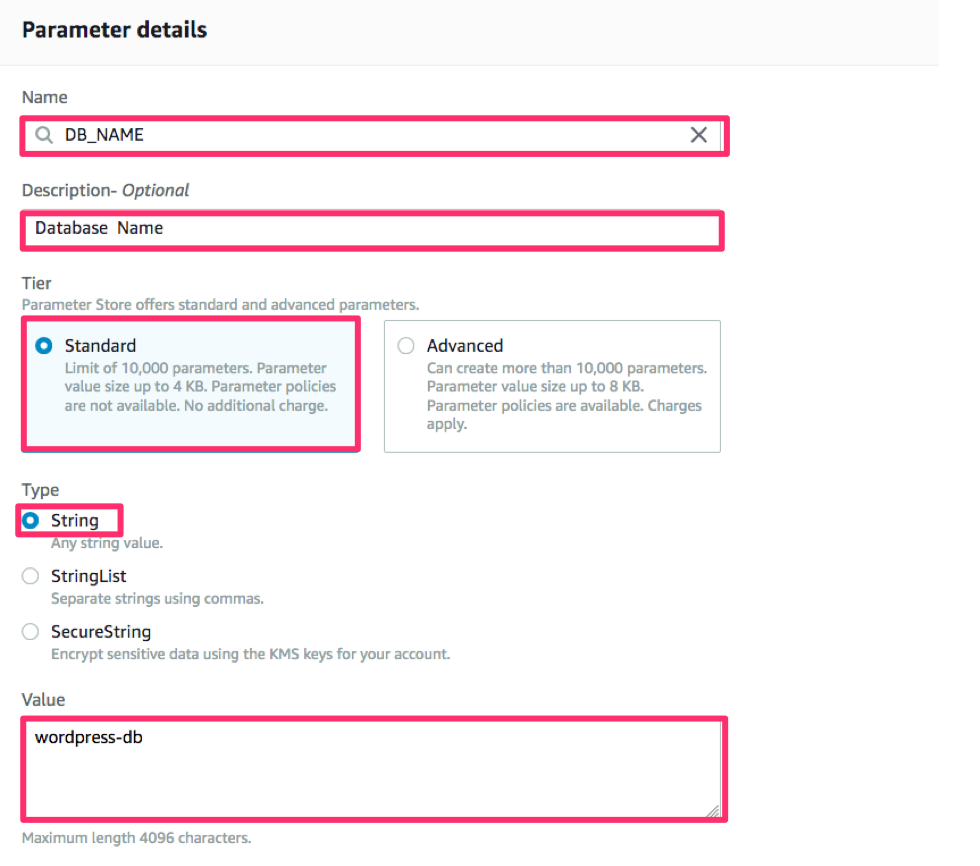 Parameter details
Name
DB_NAME
Description- Optional
Database Name
Tier
Parameter Store offers standard and advanced parameters.
Standard
Limit of 10,000 parameters. Parameter
value size up to 4 KB. Parameter policies
are not available. No additional charge.
Advanced
Can create more than 10,000 parameters.
Parameter value size up to 8 KB.
Parameter policies are available. Charges
apply.
Type
String
Any string value.
StringList
Separate strings using commas.
SecureString
Encrypt sensitive data using the KMS keys for your account.
Value
wordpress-db
Maximum length 4096 characters.